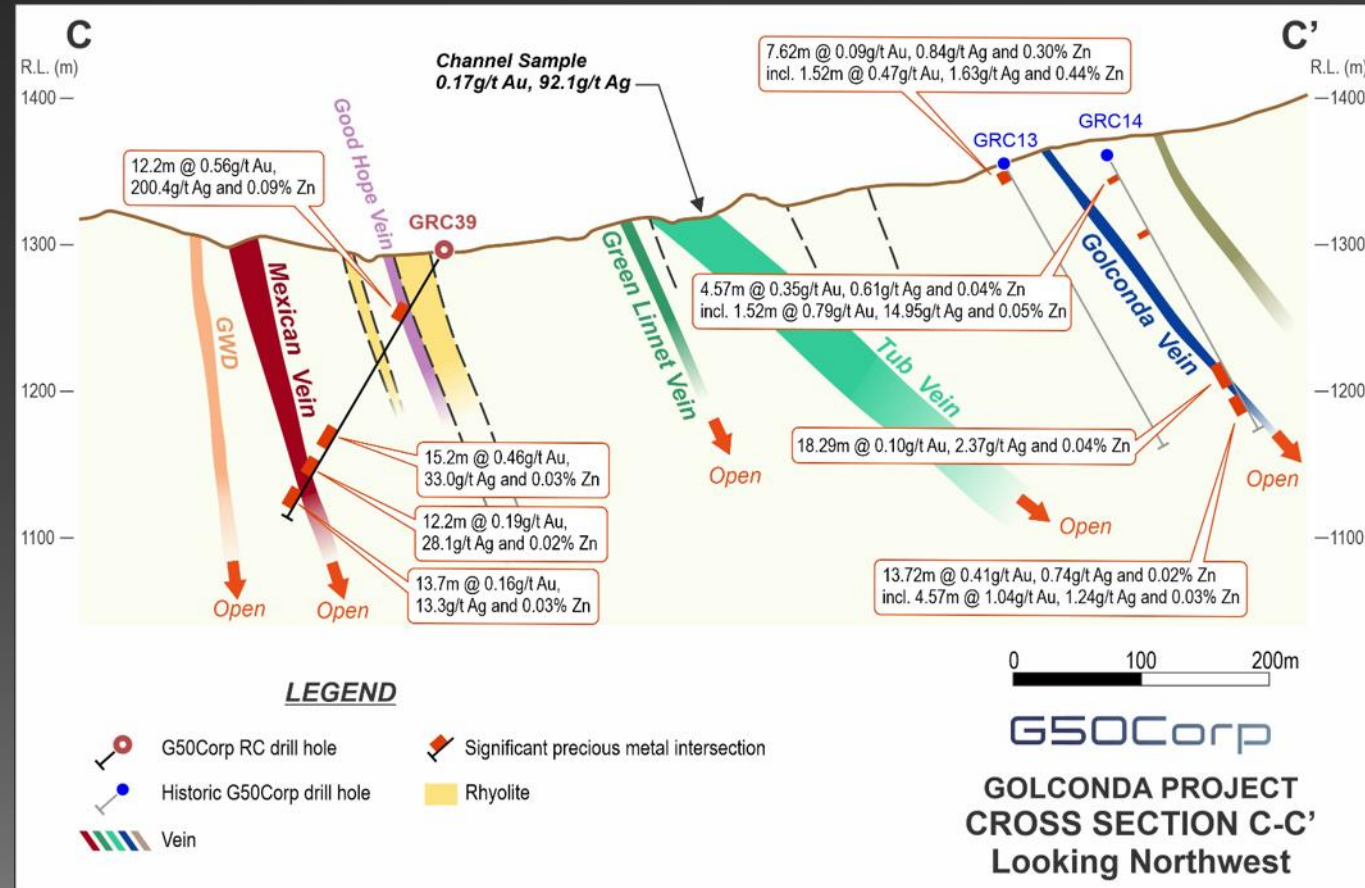 C
C'
R.L. (m)
R.L. (m)
1400
1300
1200
1100
1400
1300
1200
1100
Channel Sample
0.17g/t Au, 92.1g/t Ag
7.62m @ 0.09g/t Au, 0.84g/t Ag and 0.30% Zn
incl. 1.52m @ 0.47g/t Au, 1.63g/t Ag and 0.44% Zn
GRC13
GRC14
12.2m @ 0.56g/t Au,
200.4g/t Ag and 0.09% Zn
Good Hope Vein
GRC39
GWD
Mexican Vein
Green Linnet Vein
Tub Vein
Golconda Vein
4.57m @ 0.35g/t Au, 0.61g/t Ag and 0.04% Zn
incl. 1.52m @ 0.79g/t Au, 14.95g/t Ag and 0.05% Zn
18.29m @ 0.10g/t Au, 2.37g/t Ag and 0.04% Zn
15.2m @ 0.46g/t Au,
33.0g/t Ag and 0.03% Zn
12.2m @ 0.19g/t Au,
28.1g/t Ag and 0.02% Zn
13.7m @ 0.16g/t Au,
13.3g/t Ag and 0.03% Zn
13.72m @ 0.41g/t Au, 0.74g/t Ag and 0.02% Zn
incl. 4.57m @ 1.04g/t Au, 1.24g/t Ag and 0.03% Zn
Open
Open
Open
Open
Open
0 100 200m
LEGEND
G50Corp RC drill hole
Historic G50Corp drill hole
Vein
Significant precious metal intersection
Rhyolite
G50Corp
GOLCONDA PROJECT
CROSS SECTION C-C'
Looking Northwest